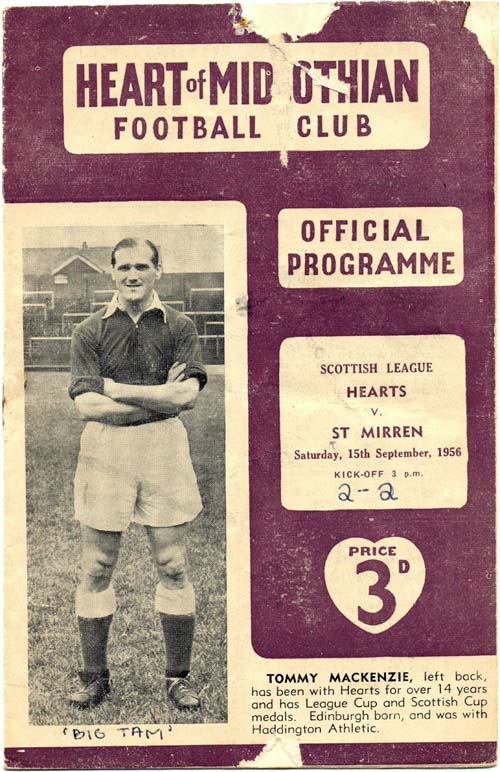 HEART of MIDLOTHIAN
FOOTBALL CLUB
OFFICIAL
PROGRAMME
SCOTTISH LEAGUE
HEARTS
V.
ST MIRREN
Saturday, 15th September, 1956
KICK-OFF 3 p.m.
2-2
PRICE
3D
TOMMY MACKENZIE, left back,
has been with Hearts for over 14 years
and has League Cup and Scottish Cup
medals. Edinburgh born, and was with
Haddington Athletic.
'BIG TAM'